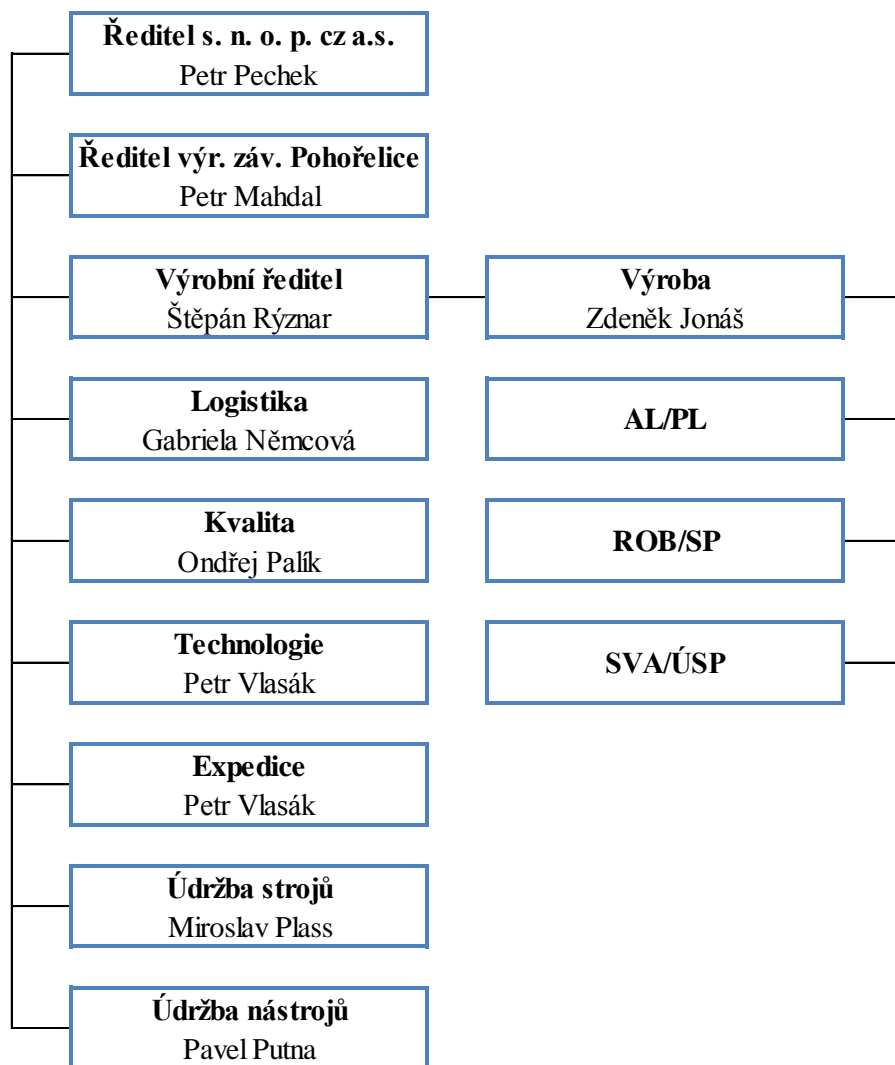 Ředitel s. n. o. p. cz a.s.
Petr Pechek
Ředitel výr. záv. Pohořelice
Petr Mahdal
Výrobní ředitel
Štěpán Rýznar
Výroba
Zdeněk Jonáš
Logistika
Gabriela Němcová
AL/PL
Kvalita
Ondřej Palík
ROB/SP
Technologie
Petr Vlasák
SVA/ÚSP
Expedice
Petr Vlasák
Údržba strojů
Miroslav Plass
Údržba nástrojů
Pavel Putna